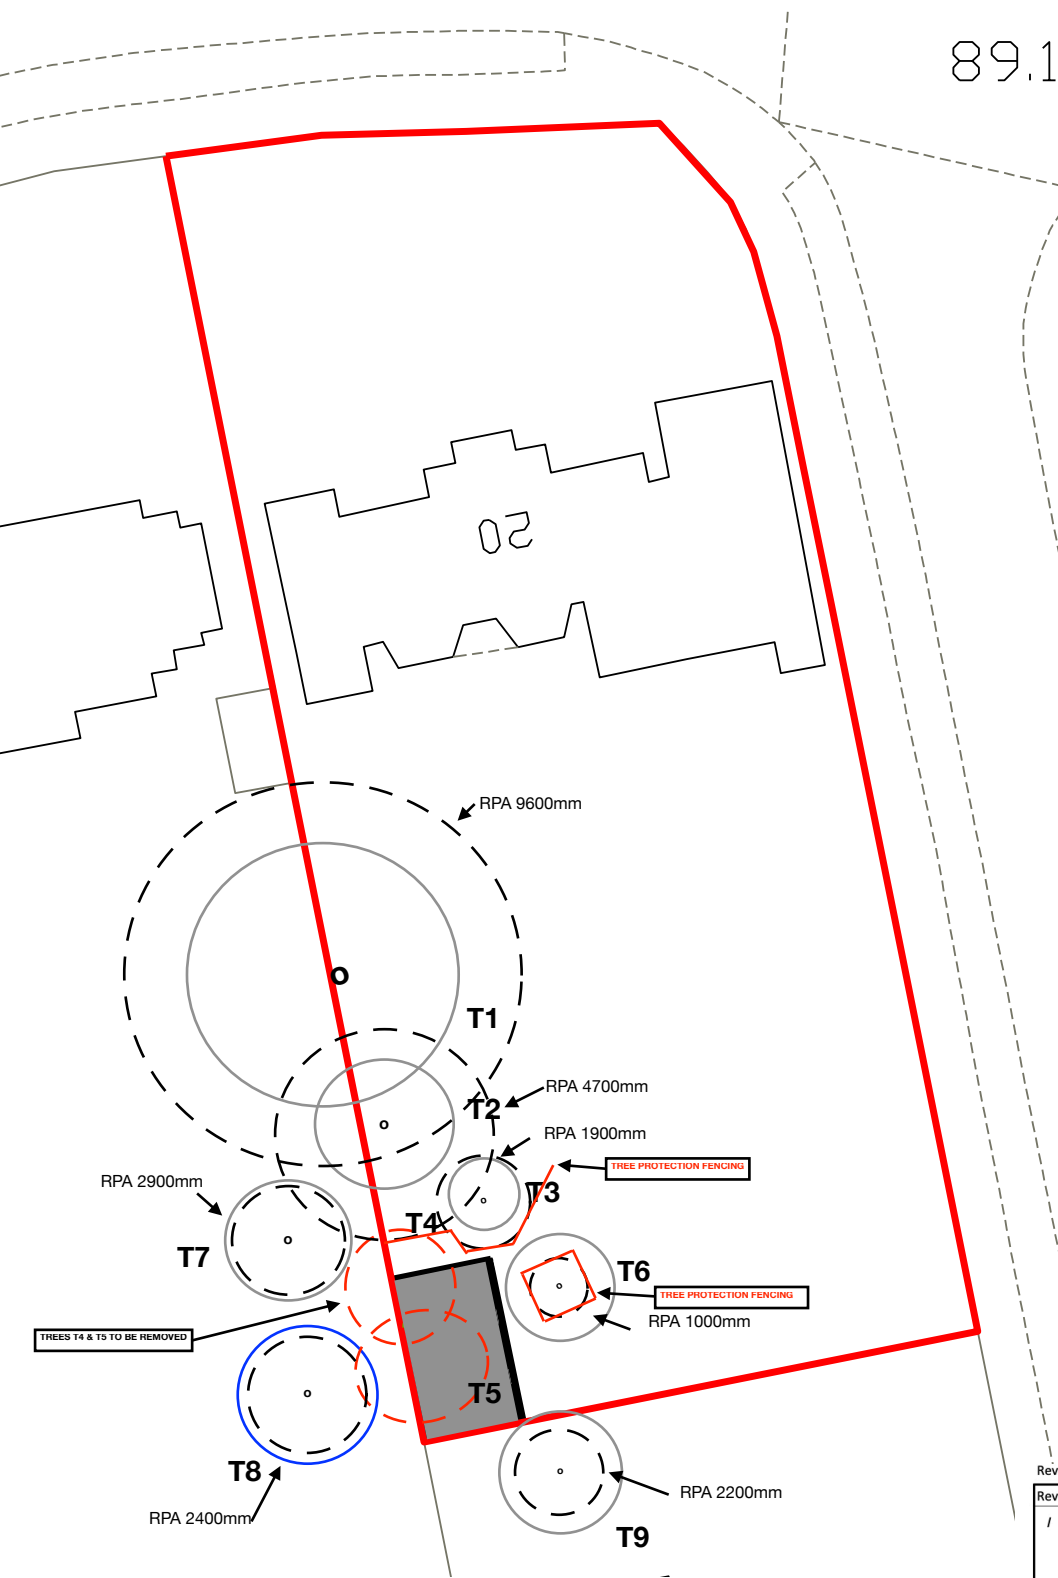 89.1
50
RPA 9600mm
T1
RPA 4700mm
T2
RPA 1900mm
TREE PROTECTION FENCING
RPA 2900mm
T3
T4
T7
T6
TREE PROTECTION FENCING
RPA 1000mm
TREES T4 & T5 TO BE REMOVED
T5
T8
RPA 2400mm
RPA 2200mm
T9
Rev
Rev
/